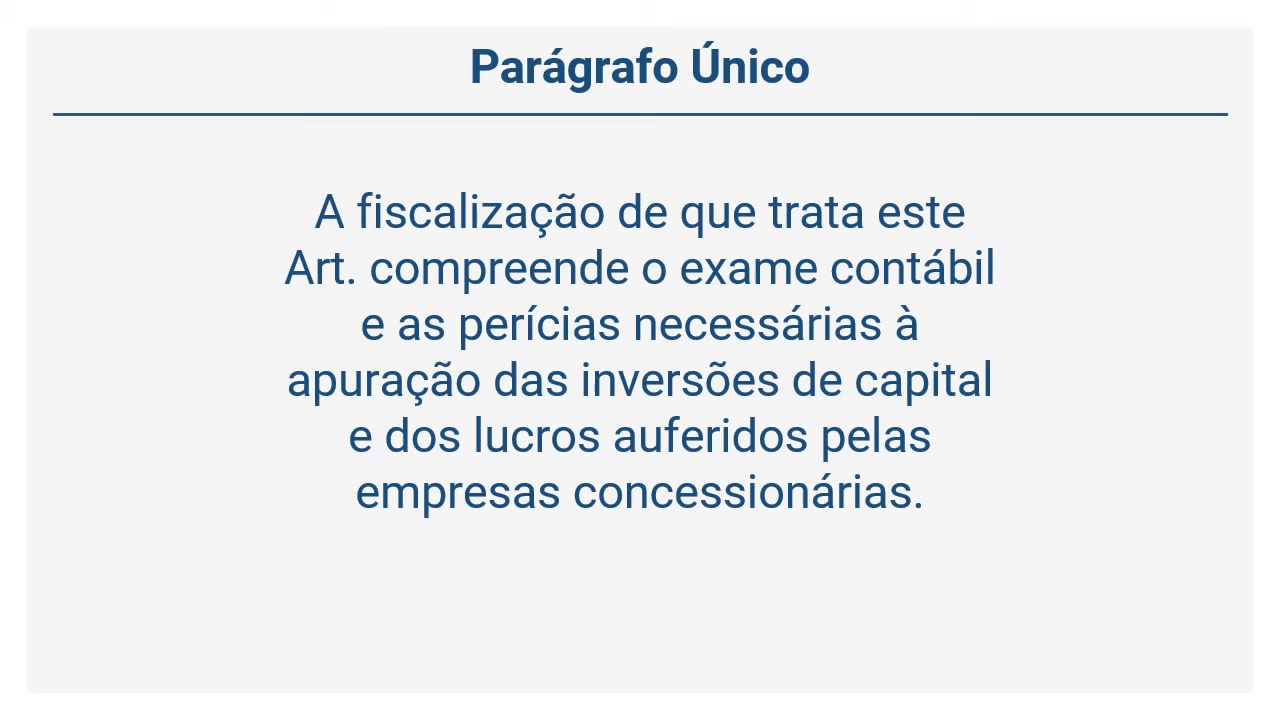 Parágrafo Único
A fiscalização de que trata este
Art. compreende o exame contábil
e as perícias necessárias à
apuração das inversões de capital
e dos lucros auferidos pelas
empresas concessionárias.